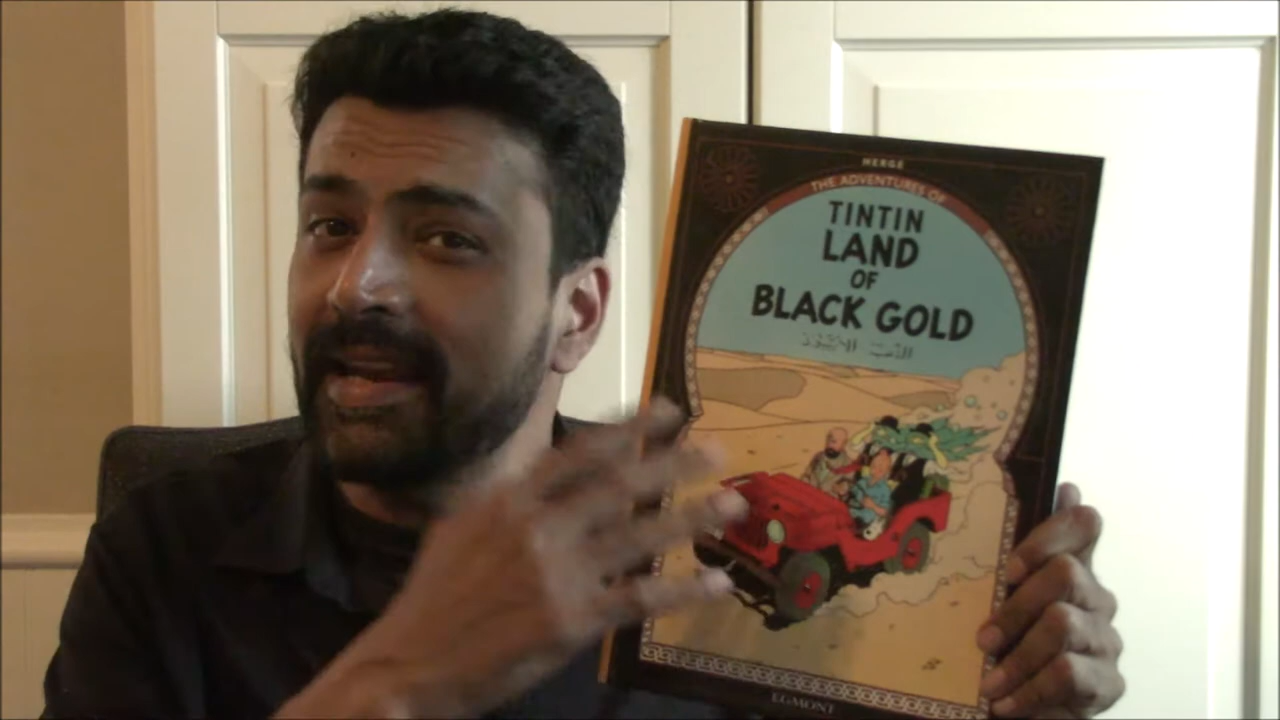 HERGÉ
THE ADVENTURES OF
TINTIN
LAND
OF
BLACK GOLD
EGMONT